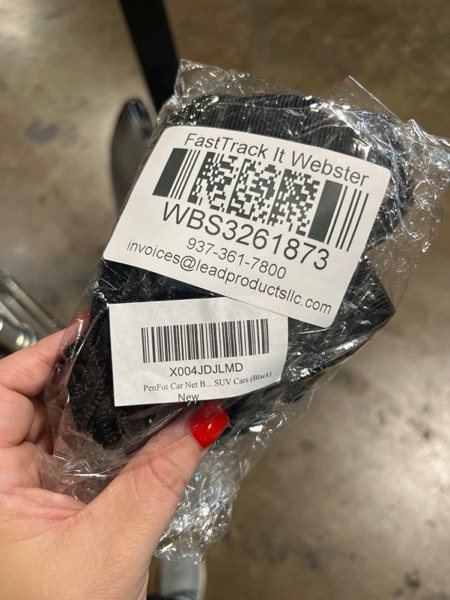 FastTrack It Webster
WBS3261873
937-361-7800
invoices@leadproductsllc.com
X004JDJLMD
PenFot Car Net B... SUV Cars (Black)
New